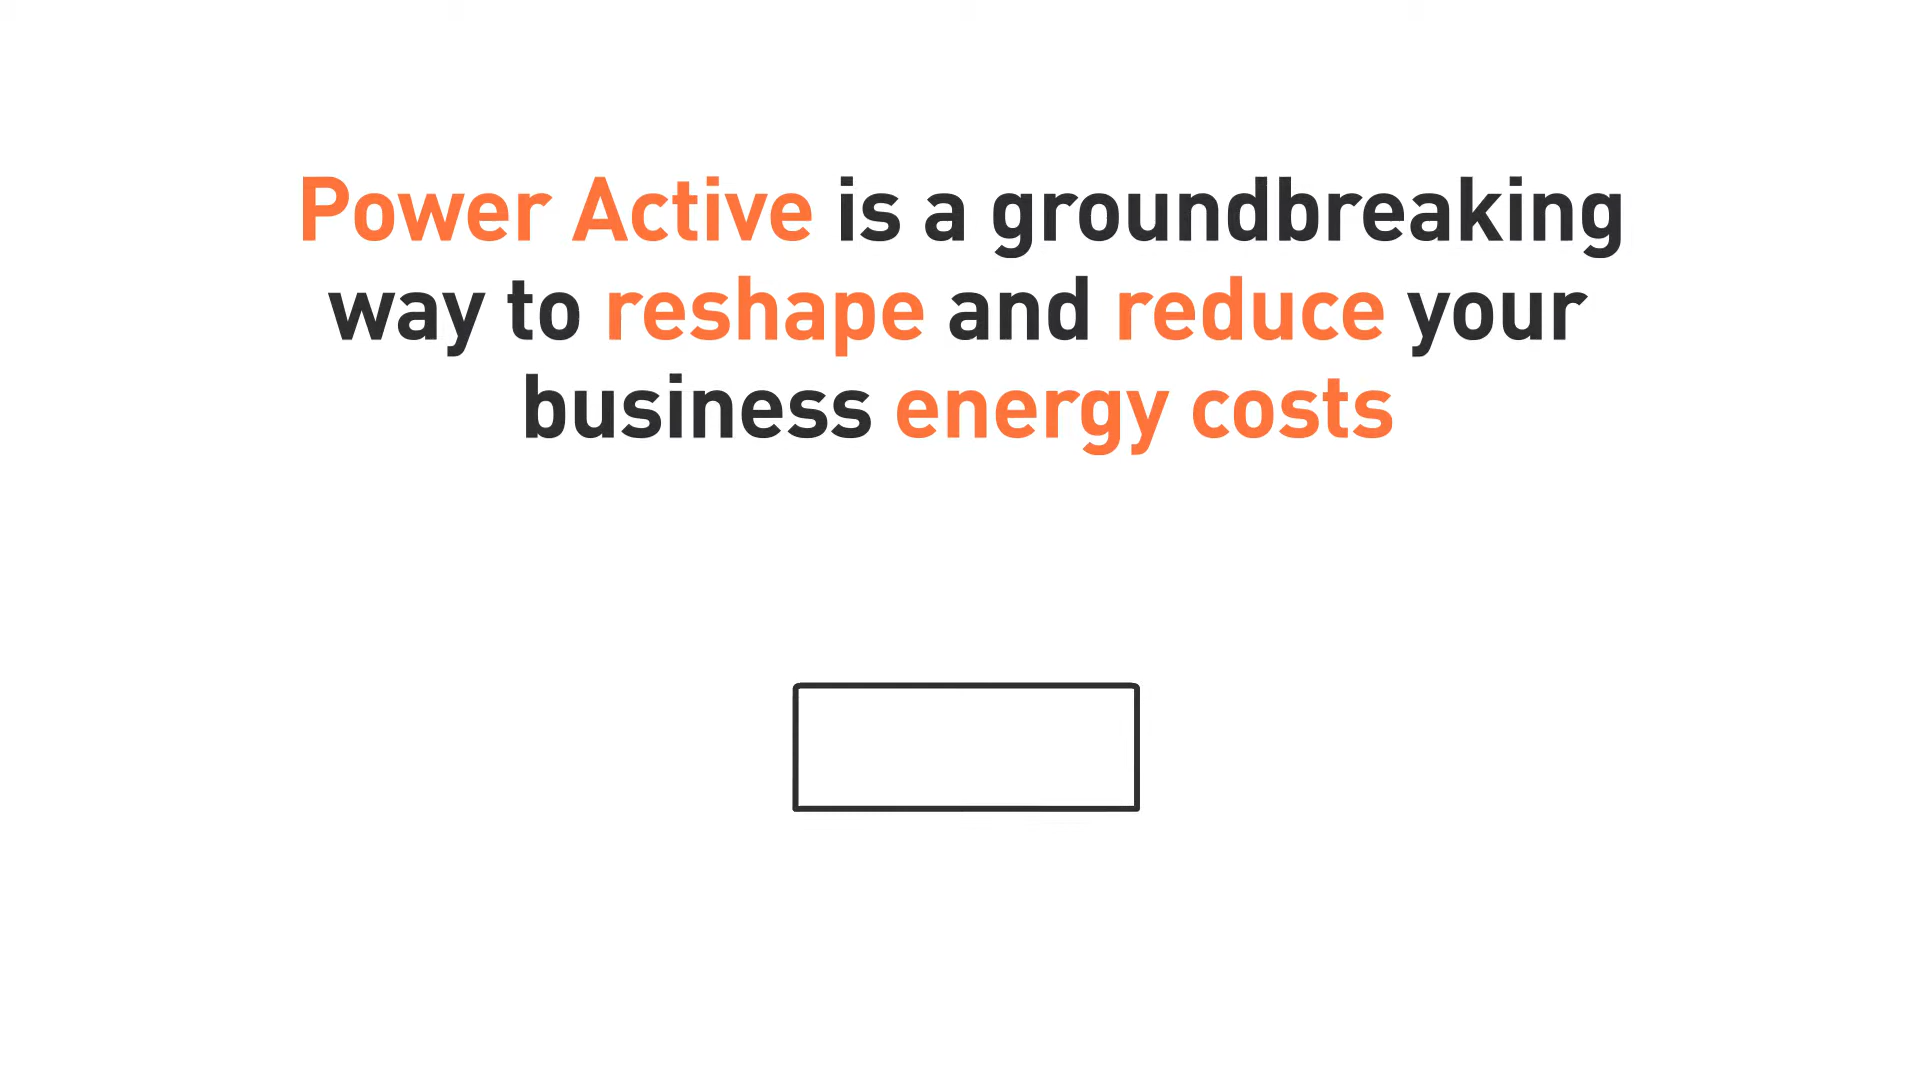 Power Active is a groundbreaking
way to reshape and reduce your
business energy costs